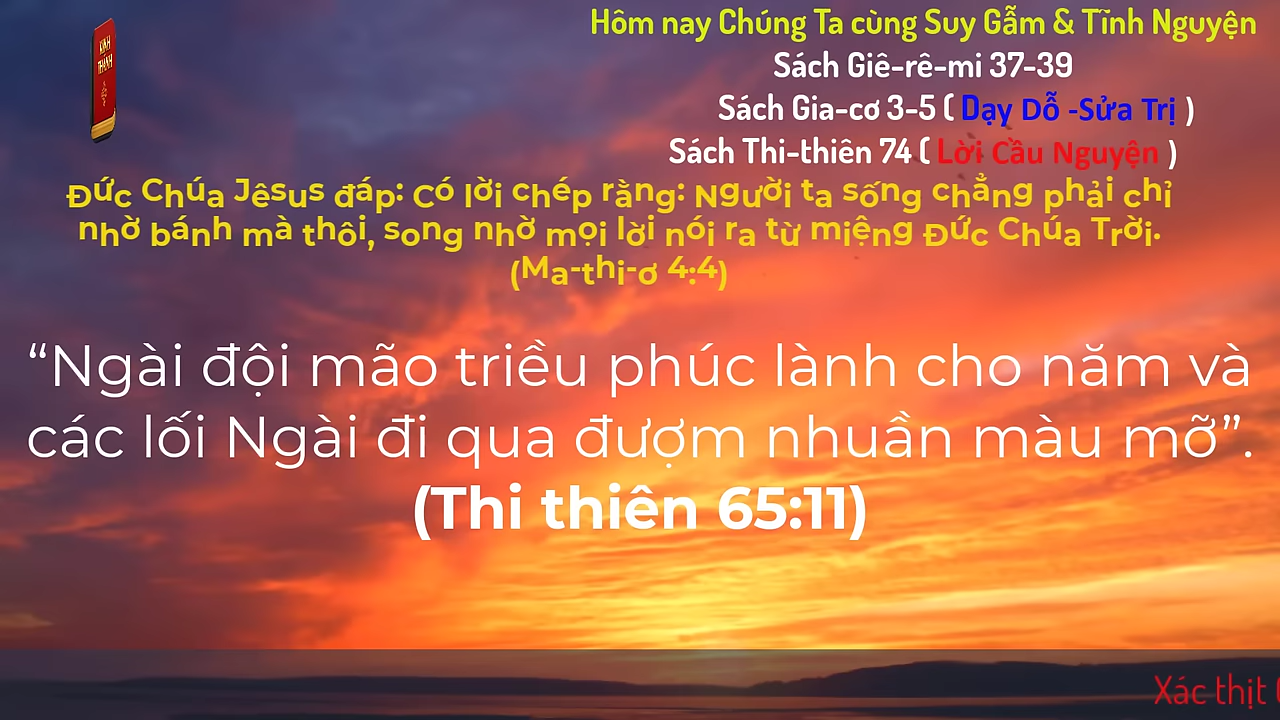 KINH
THÁNH
Hôm nay Chúng Ta cùng Suy Gẫm & Tĩnh Nguyện
Sách Giê-rê-mi 37-39
Sách Gia-cơ 3-5 ( Dạy Dỗ -Sửa Trị )
Sách Thi-thiên 74 ( Lời Cầu Nguyện )
Đức Chúa Jêsus đáp: Có lời chép rằng: Người ta sống chẳng phải chỉ
nhờ bánh mà thôi, song nhờ mọi lời nói ra từ miệng Đức Chúa Trời.
(Ma-thi-ơ 4:4)
“Ngài đội mão triều phúc lành cho năm và
các lối Ngài đi qua đượm nhuần màu mỡ”.
(Thi thiên 65:11)
Xác thịt